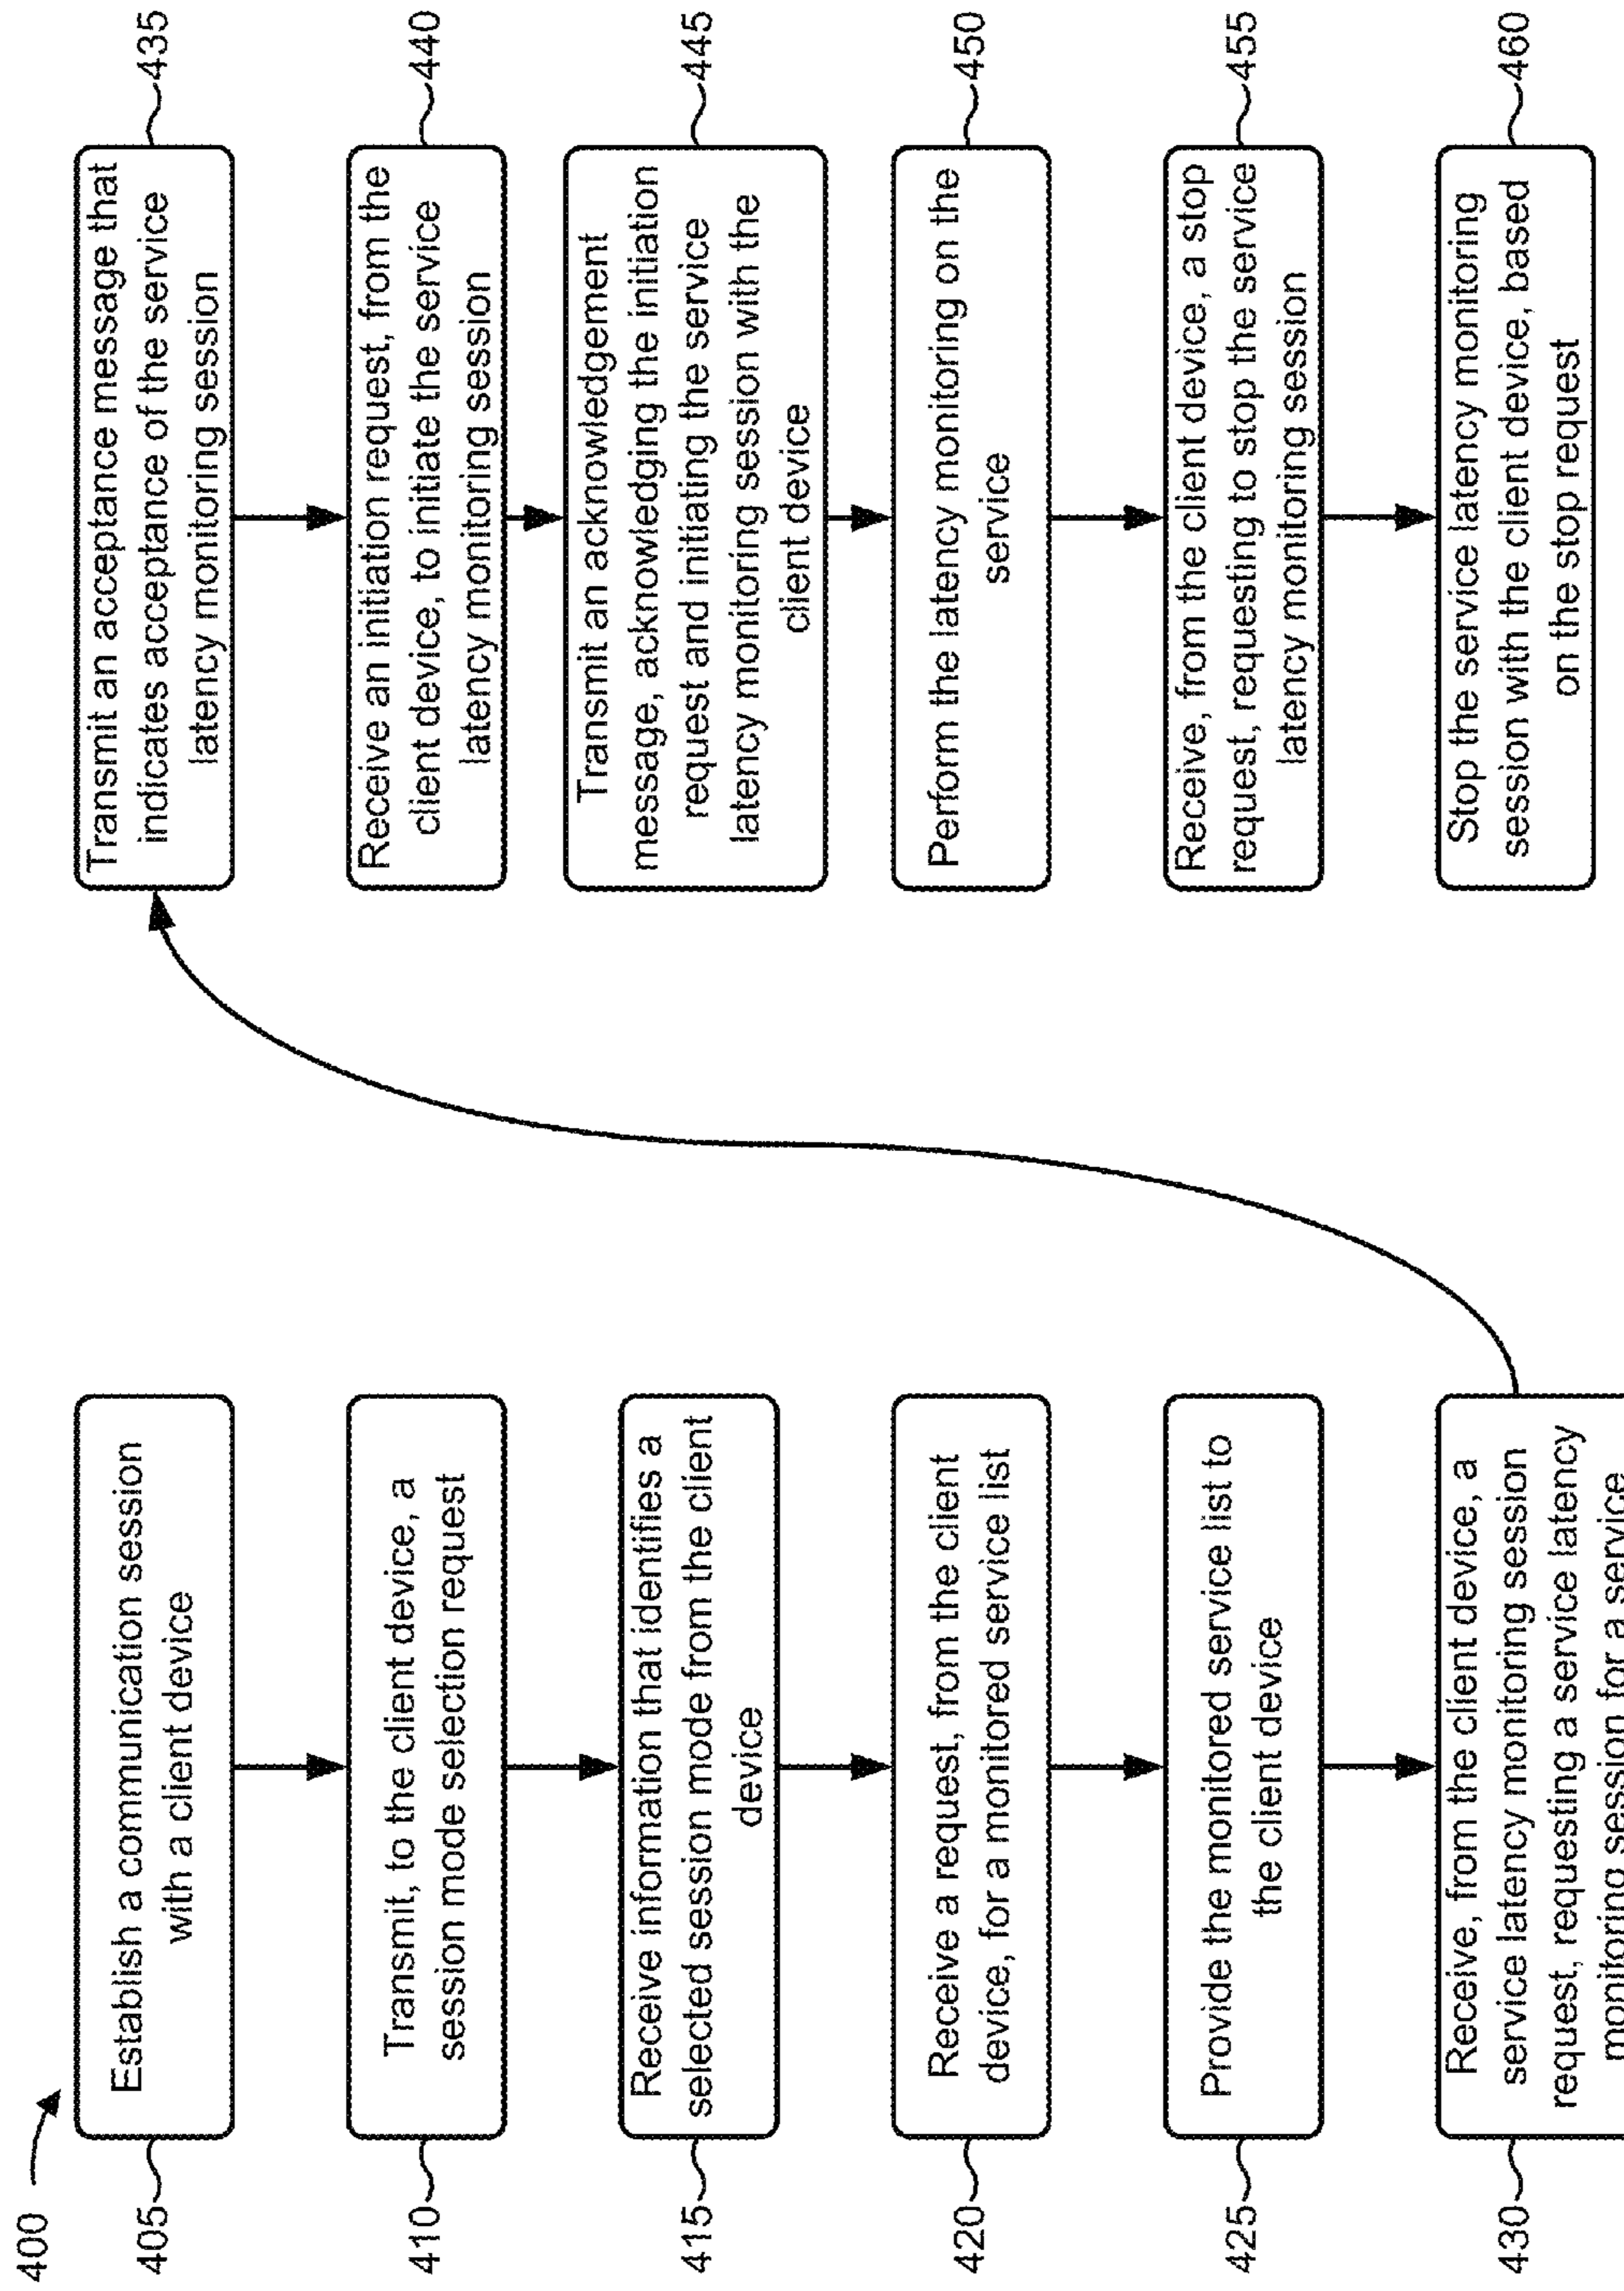 400
405
Establish a communication session
with a client device
410
Transmit, to the client device, a
session mode selection request
415
Receive information that identifies a
selected session mode from the client
device
420
Receive a request, from the client
device, for a monitored service list
425
Provide the monitored service list to
the client device
430
Receive, from the client device, a
service latency monitoring session
request, requesting a service latency
monitoring session for a service
Transmit an acceptance message that
indicates acceptance of the service
latency monitoring session
435
Receive an initiation request, from the
client device, to initiate the service
latency monitoring session
440
Transmit an acknowledgement
message, acknowledging the initiation
request and initiating the service
latency monitoring session with the
client device
445
Perform the latency monitoring on the
service
450
Receive, from the client device, a stop
request, requesting to stop the service
latency monitoring session
455
Stop the service latency monitoring
session with the client device, based
on the stop request
460